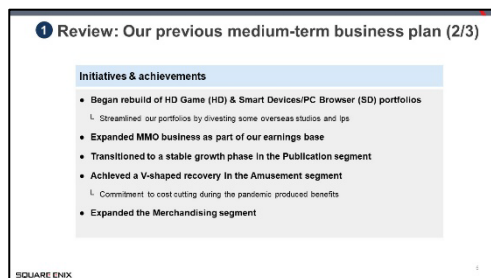 1 Review: Our previous medium-term business plan (2/3)
Initiatives & achievements
● Began rebuild of HD Game (HD) & Smart Devices/PC Browser (SD) portfolios
└ Streamlined our portfolios by divesting some overseas studios and Ips
● Expanded MMO business as part of our earnings base
● Transitioned to a stable growth phase in the Publication segment
● Achieved a V-shaped recovery in the Amusement segment
└ Commitment to cost cutting during the pandemic produced benefits
● Expanded the Merchandising segment
SQUARE ENIX